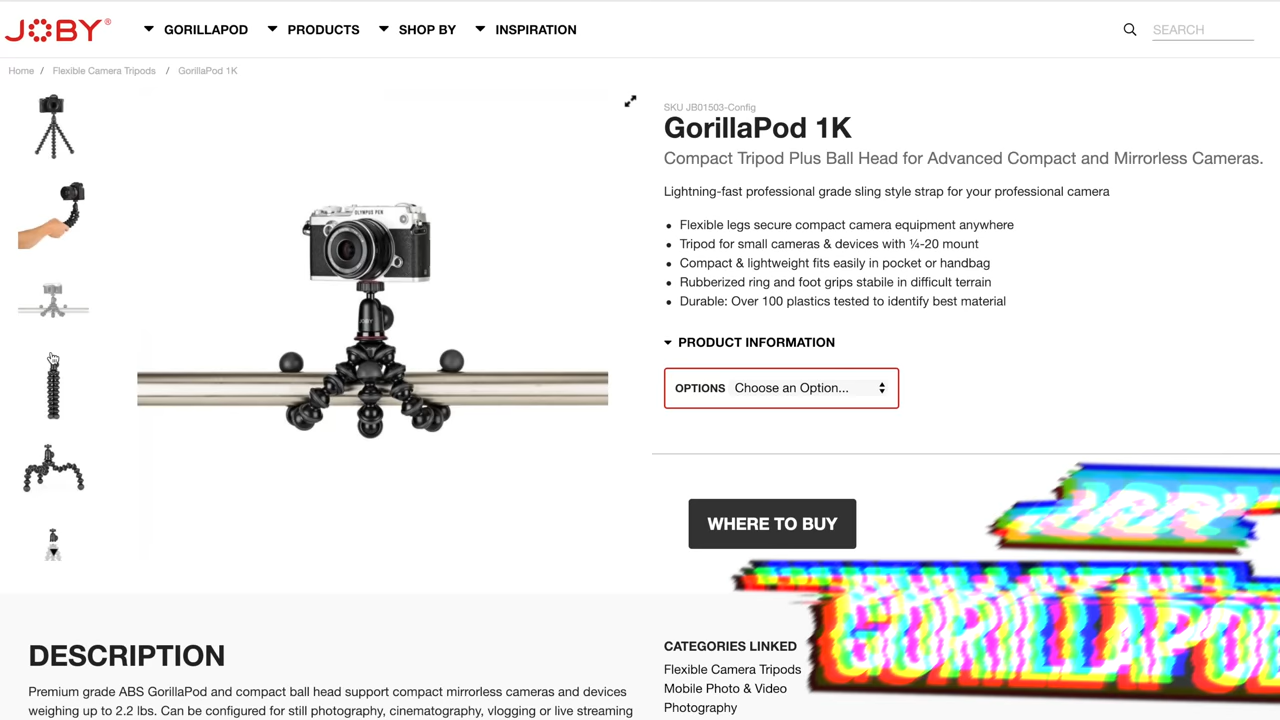 JOBY®
GORILLAPOD
PRODUCTS
SHOP BY
INSPIRATION
SEARCH
Home / Flexible Camera Tripods / GorillaPod 1K
SKU JB01503-Config
GorillaPod 1K
Compact Tripod Plus Ball Head for Advanced Compact and Mirrorless Cameras.
Lightning-fast professional grade sling style strap for your professional camera
• Flexible legs secure compact camera equipment anywhere
• Tripod for small cameras & devices with ¼-20 mount
• Compact & lightweight fits easily in pocket or handbag
• Rubberized ring and foot grips stabile in difficult terrain
• Durable: Over 100 plastics tested to identify best material
OLYMPUS PEN
JOBY
PRODUCT INFORMATION
OPTIONS Choose an Option...
WHERE TO BUY
JOBY
GORILLAPOD
DESCRIPTION
Premium grade ABS GorillaPod and compact ball head support compact mirrorless cameras and devices
weighing up to 2.2 lbs. Can be configured for still photography, cinematography, vlogging or live streaming
CATEGORIES LINKED
Flexible Camera Tripods
Mobile Photo & Video
Photography